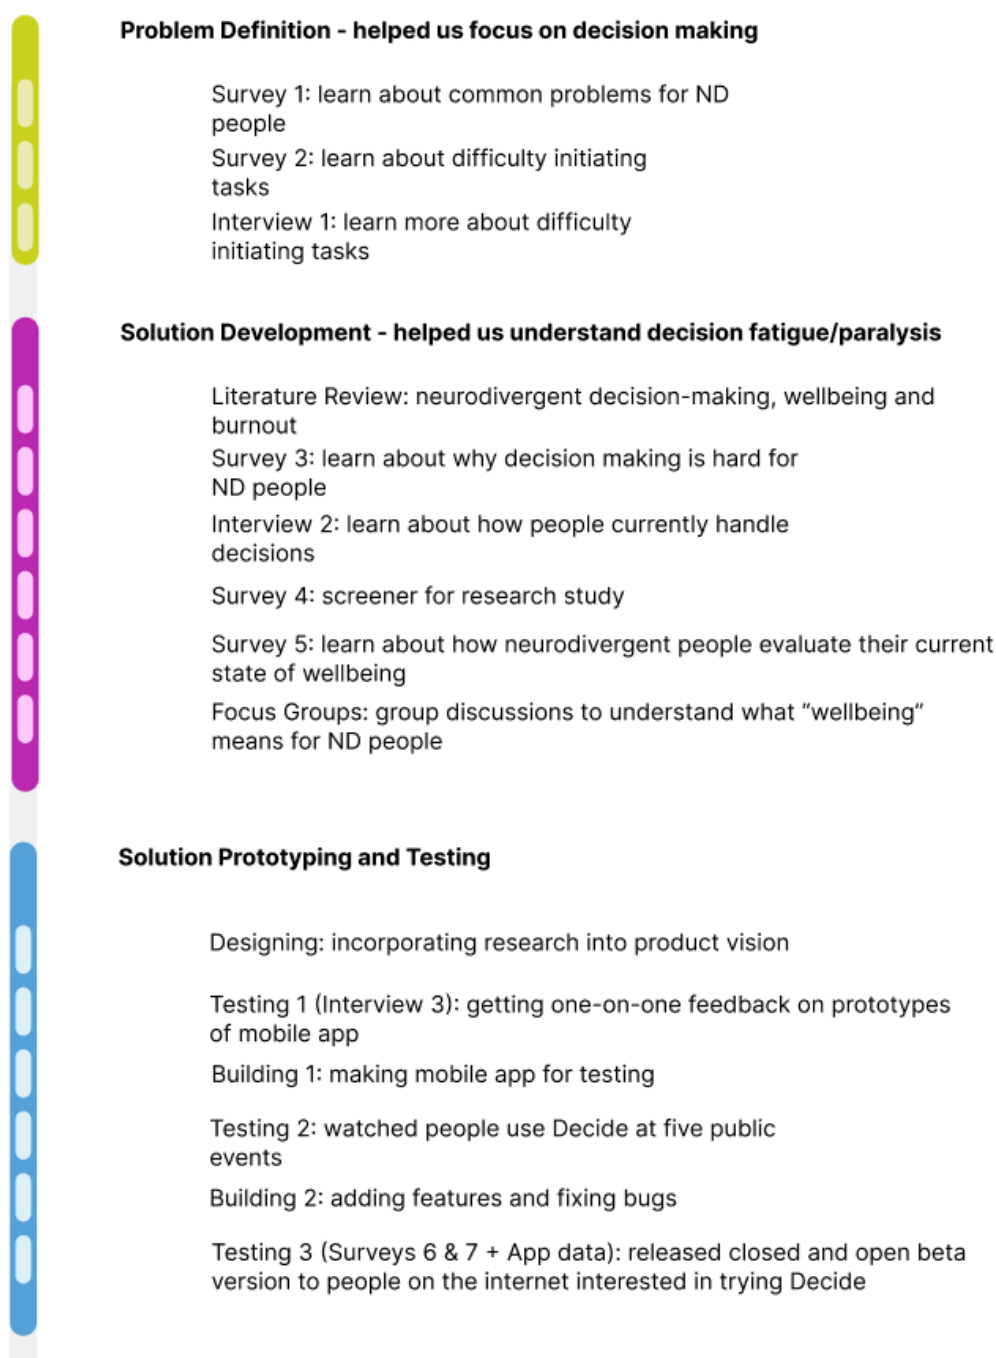 Problem Definition - helped us focus on decision making
Survey 1: learn about common problems for ND
people
Survey 2: learn about difficulty initiating
tasks
Interview 1: learn more about difficulty
initiating tasks
Solution Development - helped us understand decision fatigue/paralysis
Literature Review: neurodivergent decision-making, wellbeing and
burnout
Survey 3: learn about why decision making is hard for
ND people
Interview 2: learn about how people currently handle
decisions
Survey 4: screener for research study
Survey 5: learn about how neurodivergent people evaluate their current
state of wellbeing
Focus Groups: group discussions to understand what “wellbeing”
means for ND people
Solution Prototyping and Testing
Designing: incorporating research into product vision
Testing 1 (Interview 3): getting one-on-one feedback on prototypes
of mobile app
Building 1: making mobile app for testing
Testing 2: watched people use Decide at five public
events
Building 2: adding features and fixing bugs
Testing 3 (Surveys 6 & 7 + App data): released closed and open beta
version to people on the internet interested in trying Decide